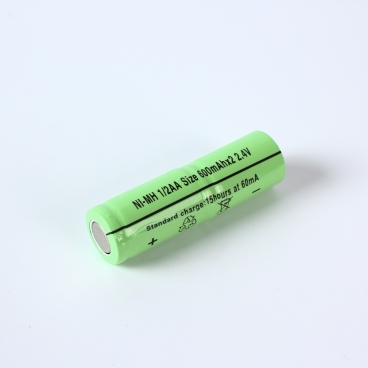 Ni-MH 1/2AA Size 600mAhx2 2.4V
Standard charge:15hours at 60mA
+ −